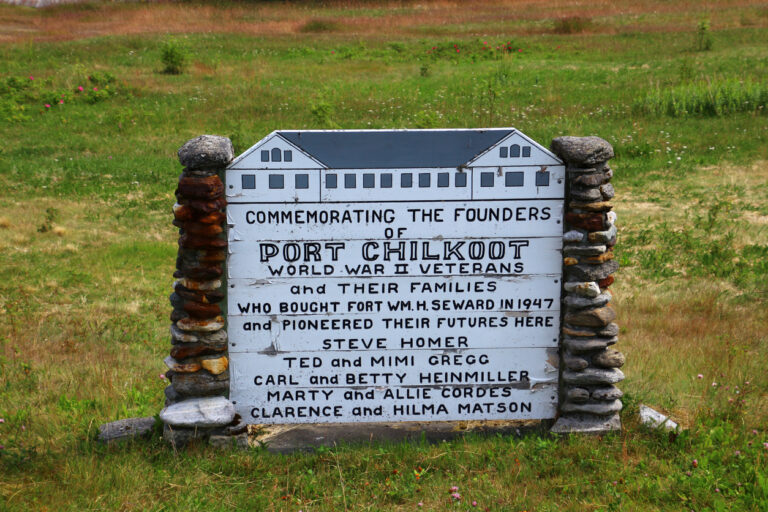 COMMEMORATING THE FOUNDERS
OF
PORT CHILKOOT
WORLD WAR II VETERANS
and THEIR FAMILIES
WHO BOUGHT FORT WM. H. SEWARD IN 1947
and PIONEERED THEIR FUTURES HERE
STEVE HOMER
TED and MIMI GREGG
CARL and BETTY HEINMILLER
MARTY and ALLIE CORDES
CLARENCE and HILMA MATSON